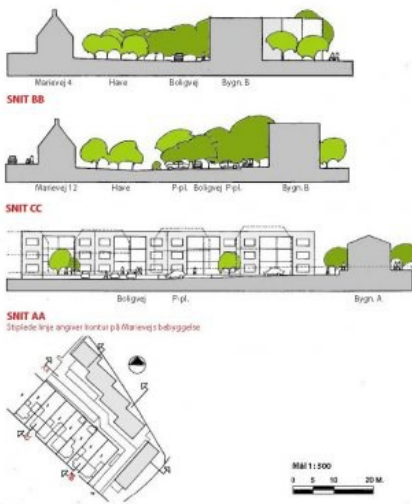 Marievej 4 Have Boligvej Bygn. B
SNIT BB
Marievej 12 Have P-pl. Boligvej P-pl. Bygn. B
SNIT CC
Boligvej P-pl. Bygn. A
SNIT AA
Stiplede linje angiver kontur på Marievejs bebyggelse
Mål 1:500
0 5 10 20 M.